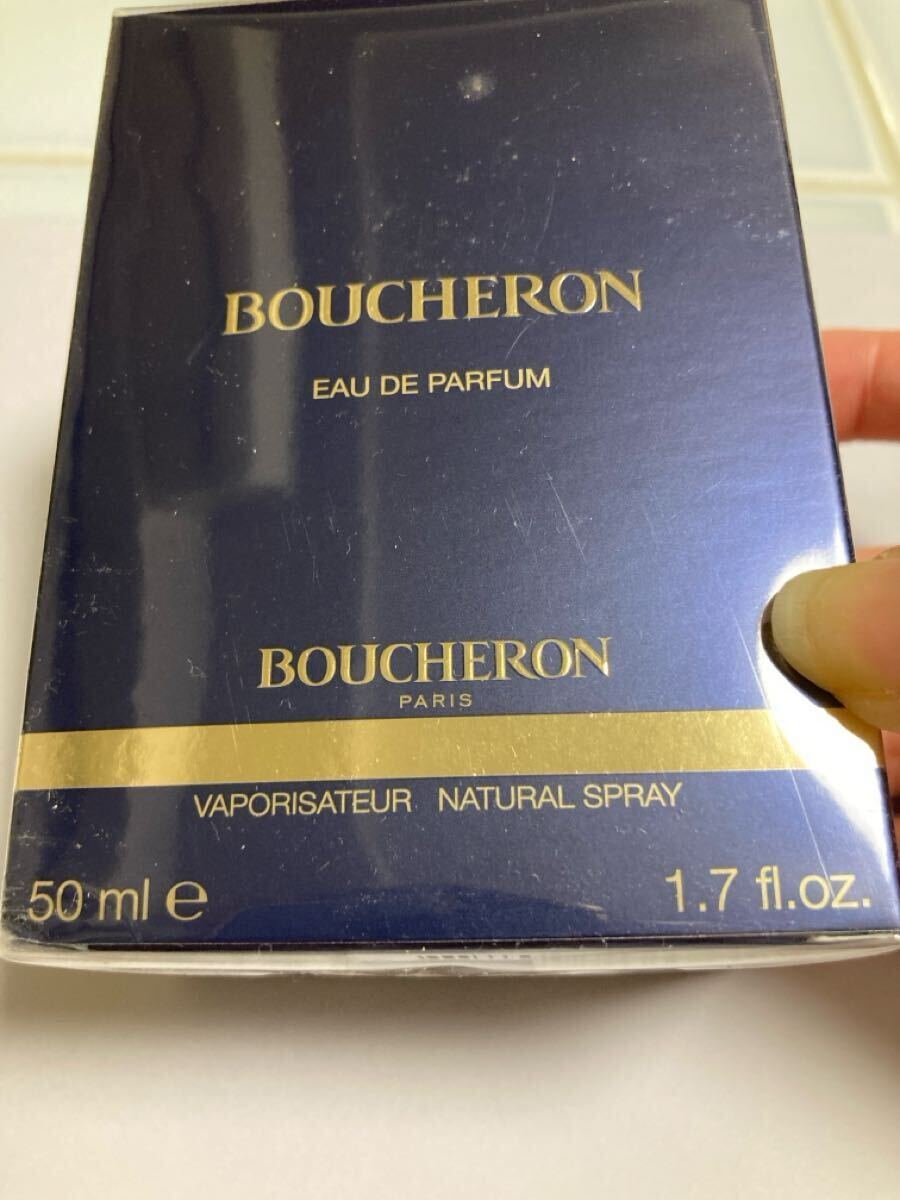 BOUCHERON
EAU DE PARFUM
BOUCHERON
PARIS
VAPORISATEUR NATURAL SPRAY
50 ml ℮ 1.7 fl.oz.